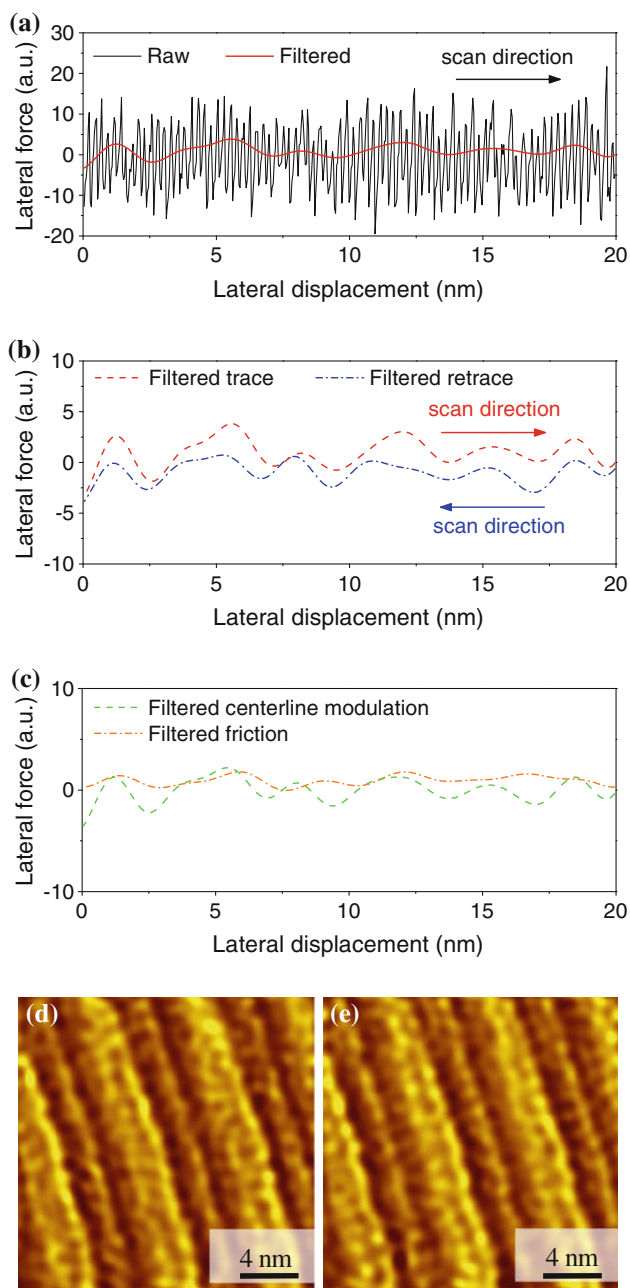 (a)
30
20
10
0
-10
-20
Lateral force (a.u.)
Raw
Filtered
scan direction
0 5 10 15 20
Lateral displacement (nm)
(b)
10
5
0
-5
-10
Lateral force (a.u.)
Filtered trace
Filtered retrace
scan direction
scan direction
0 5 10 15 20
Lateral displacement (nm)
(c)
10
0
-10
Lateral force (a.u.)
Filtered centerline modulation
Filtered friction
0 5 10 15 20
Lateral displacement (nm)
(d)
4 nm
(e)
4 nm